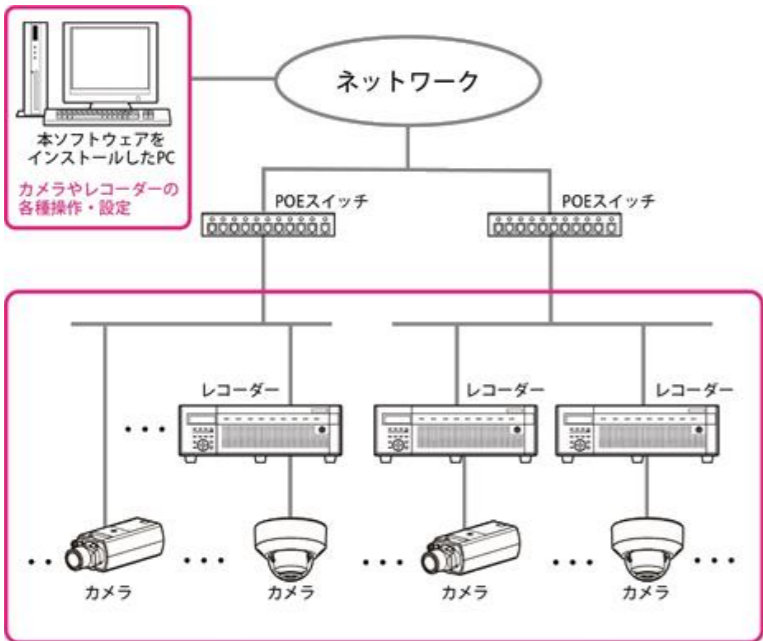 ネットワーク
本ソフトウェアを
インストールしたPC
カメラやレコーダーの
各種操作・設定
POEスイッチ
POEスイッチ
レコーダー
レコーダー
レコーダー
カメラ
カメラ
カメラ
カメラ